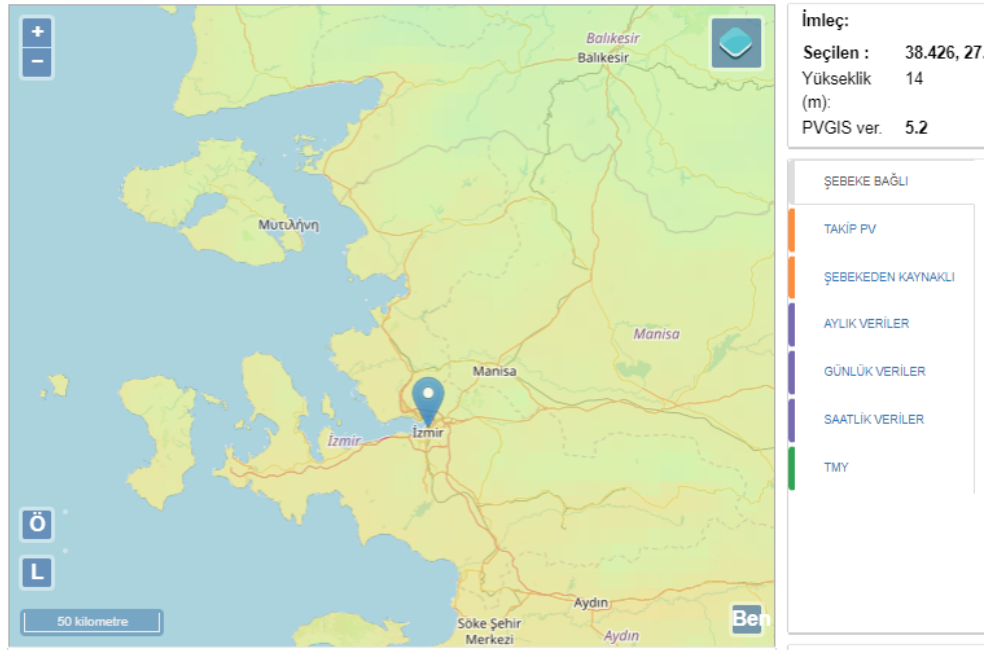 +
−
Balıkesir
Balıkesir
Μυτιλήνη
Manisa
Manisa
İzmir
İzmir
Ö
L
50 kilometre
Aydın
Söke Şehir
Merkezi
Aydın
Ben
İmleç:
Seçilen : 38.426, 27.
Yükseklik 14
(m):
PVGIS ver. 5.2
ŞEBEKE BAĞLI
TAKİP PV
ŞEBEKEDEN KAYNAKLI
AYLIK VERİLER
GÜNLÜK VERİLER
SAATLİK VERİLER
TMY